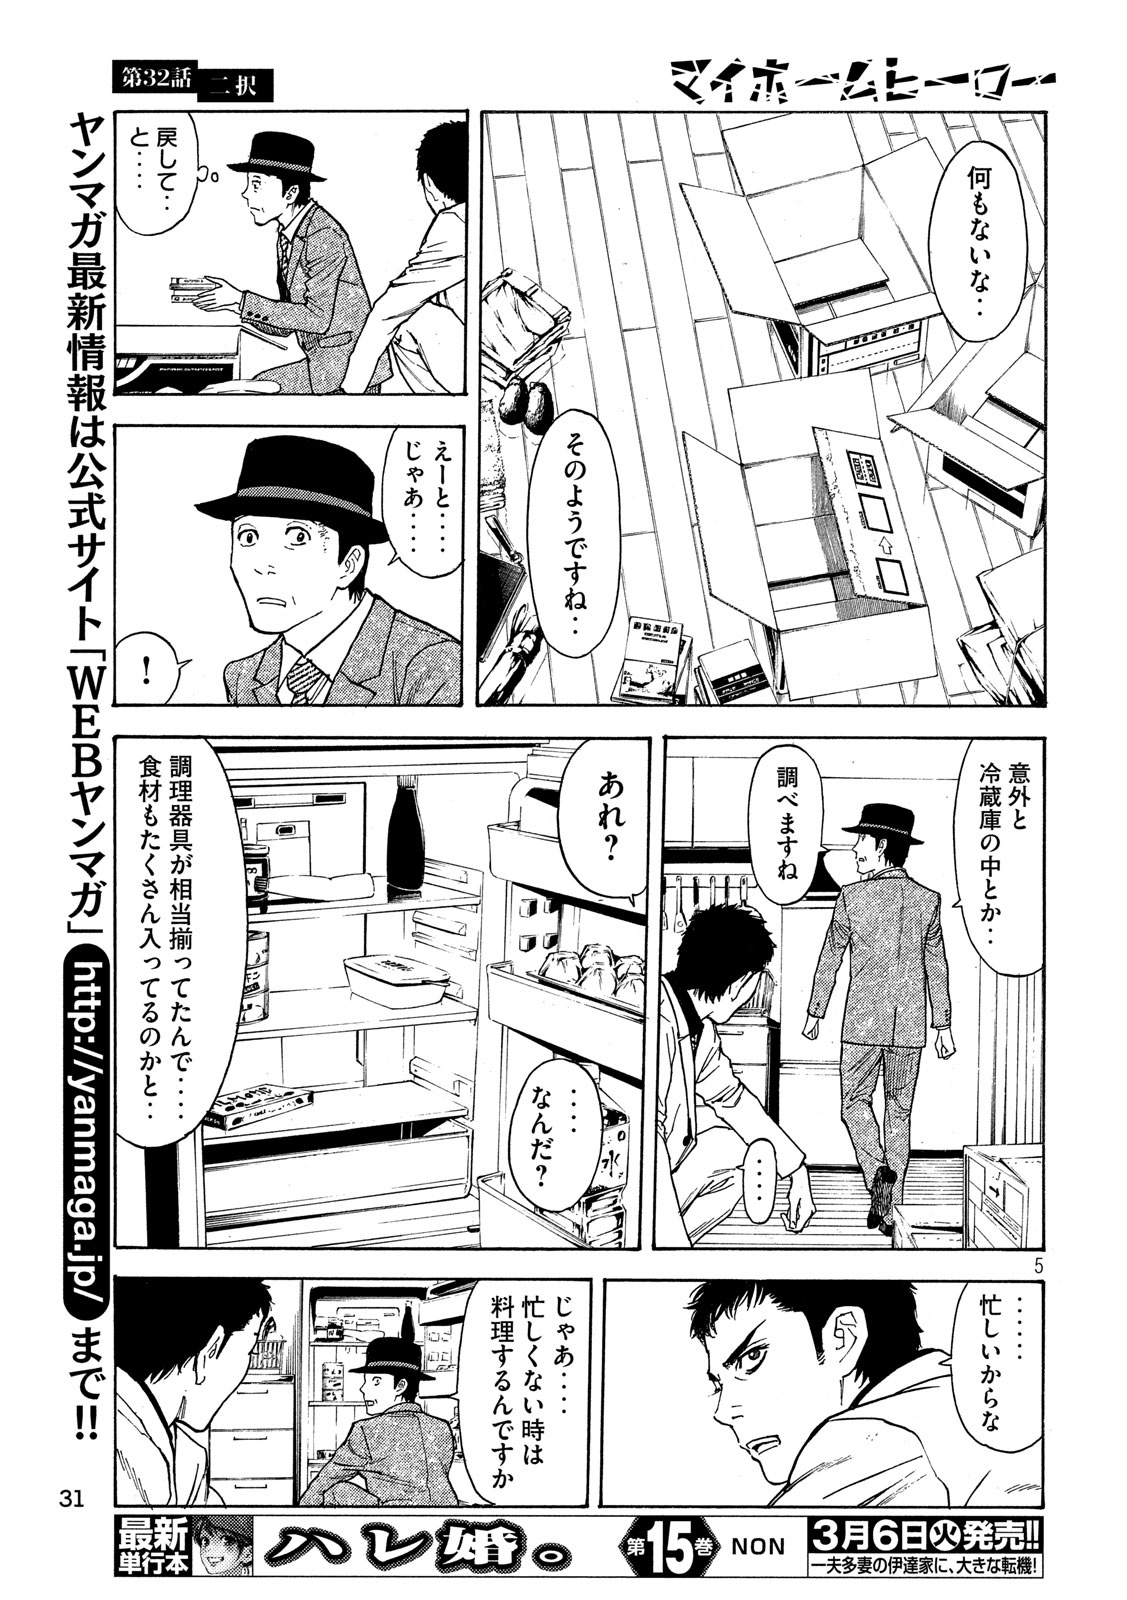 第32話
二択
マイホームヒーロー
何もないな‥
そのようですね‥
戻して‥
と‥‥
えーと‥‥
じゃあ‥‥
！
意外と
冷蔵庫の中とか‥
調べますね
‥‥
あれ？
‥‥
なんだ？
水
調理器具が相当揃ってたんで‥‥
食材もたくさん入ってるのかと‥
5
‥‥‥
忙しいからな
じゃあ‥‥
忙しくない時は
料理するんですか
ヤンマガ最新情報は公式サイト「WEBヤンマガ」http://yanmaga.jp/まで!!
31
最新
単行本
ハレ婚。
第15巻
NON
3月6日火発売!!
一夫多妻の伊達家に、大きな転機!